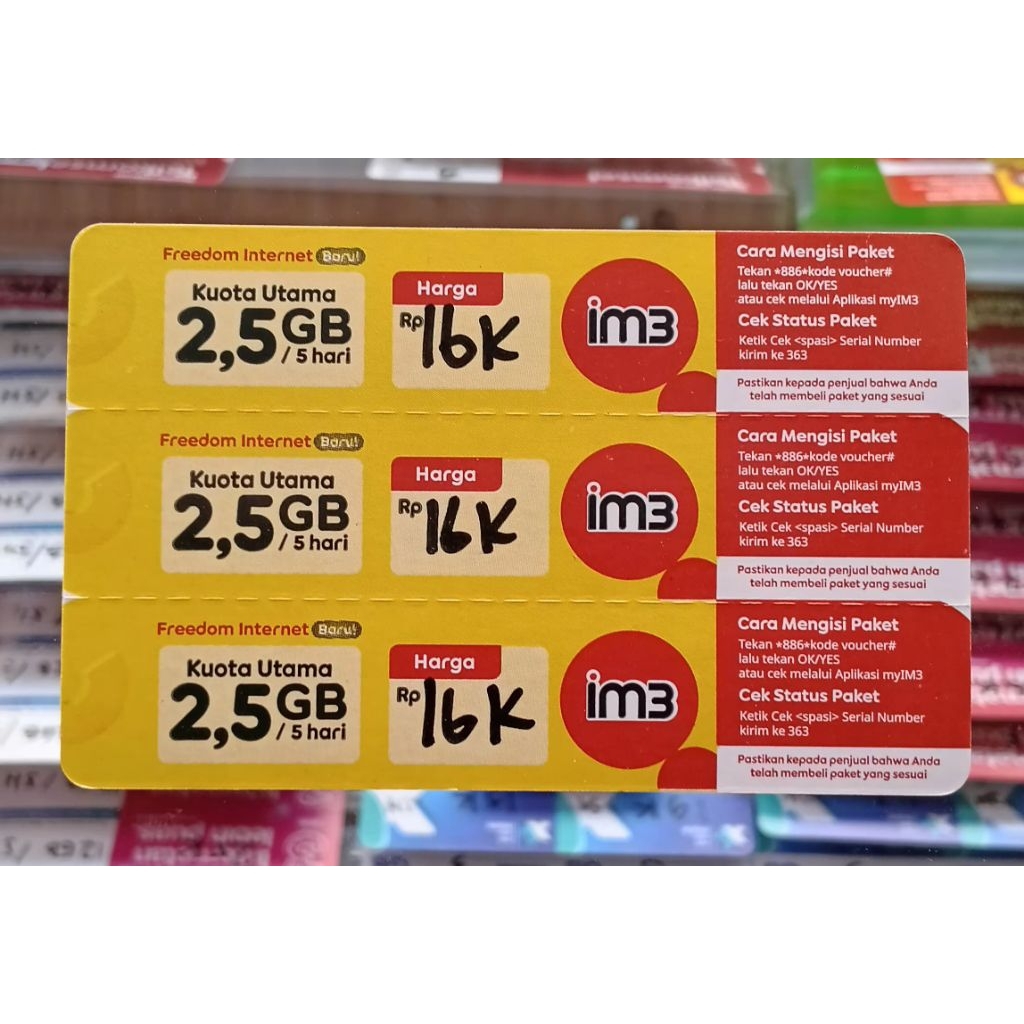 Freedom Internet Baru!
Kuota Utama
2,5GB
/ 5 hari
Harga
Rp 16K
im3
Cara Mengisi Paket
Tekan *886*kode voucher#
lalu tekan OK/YES
atau cek melalui Aplikasi myIM3
Cek Status Paket
Ketik Cek <spasi> Serial Number
kirim ke 363
Pastikan kepada penjual bahwa Anda
telah membeli paket yang sesuai
Freedom Internet Baru!
Kuota Utama
2,5GB
/ 5 hari
Harga
Rp 16K
im3
Cara Mengisi Paket
Tekan *886*kode voucher#
lalu tekan OK/YES
atau cek melalui Aplikasi myIM3
Cek Status Paket
Ketik Cek <spasi> Serial Number
kirim ke 363
Pastikan kepada penjual bahwa Anda
telah membeli paket yang sesuai
Freedom Internet Baru!
Kuota Utama
2,5GB
/ 5 hari
Harga
Rp 16K
im3
Cara Mengisi Paket
Tekan *886*kode voucher#
lalu tekan OK/YES
atau cek melalui Aplikasi myIM3
Cek Status Paket
Ketik Cek <spasi> Serial Number
kirim ke 363
Pastikan kepada penjual bahwa Anda
telah membeli paket yang sesuai